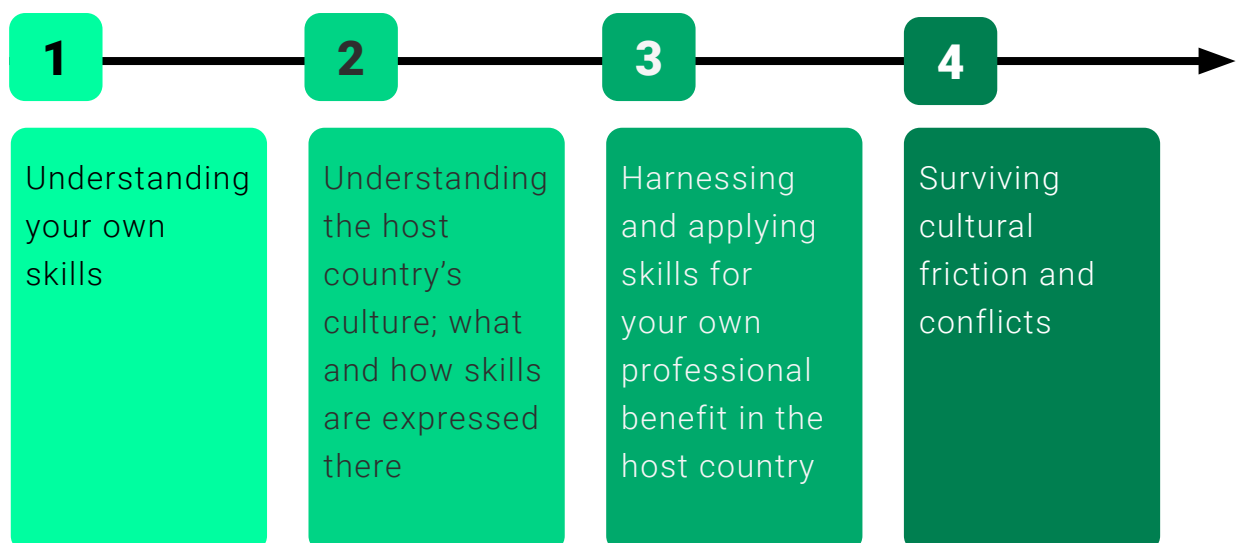 1
2
3
4
Understanding
your own
skills
Understanding
the host
country’s
culture; what
and how skills
are expressed
there
Harnessing
and applying
skills for
your own
professional
benefit in the
host country
Surviving
cultural
friction and
conflicts